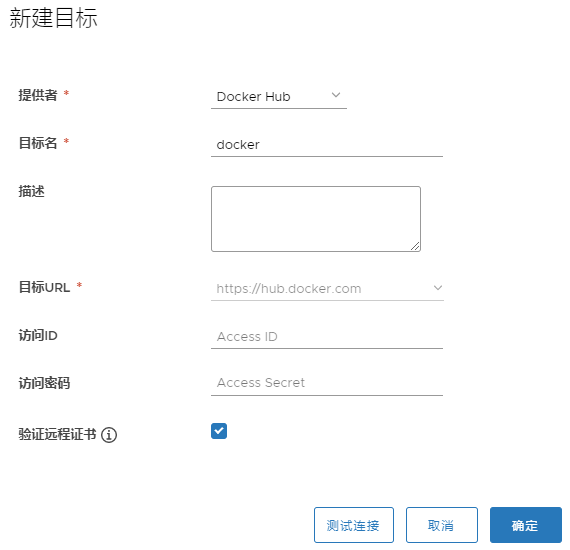 新建目标
提供者 * Docker Hub
目标名 * docker
描述
目标URL * https://hub.docker.com
访问ID Access ID
访问密码 Access Secret
验证远程证书
测试连接 取消 确定